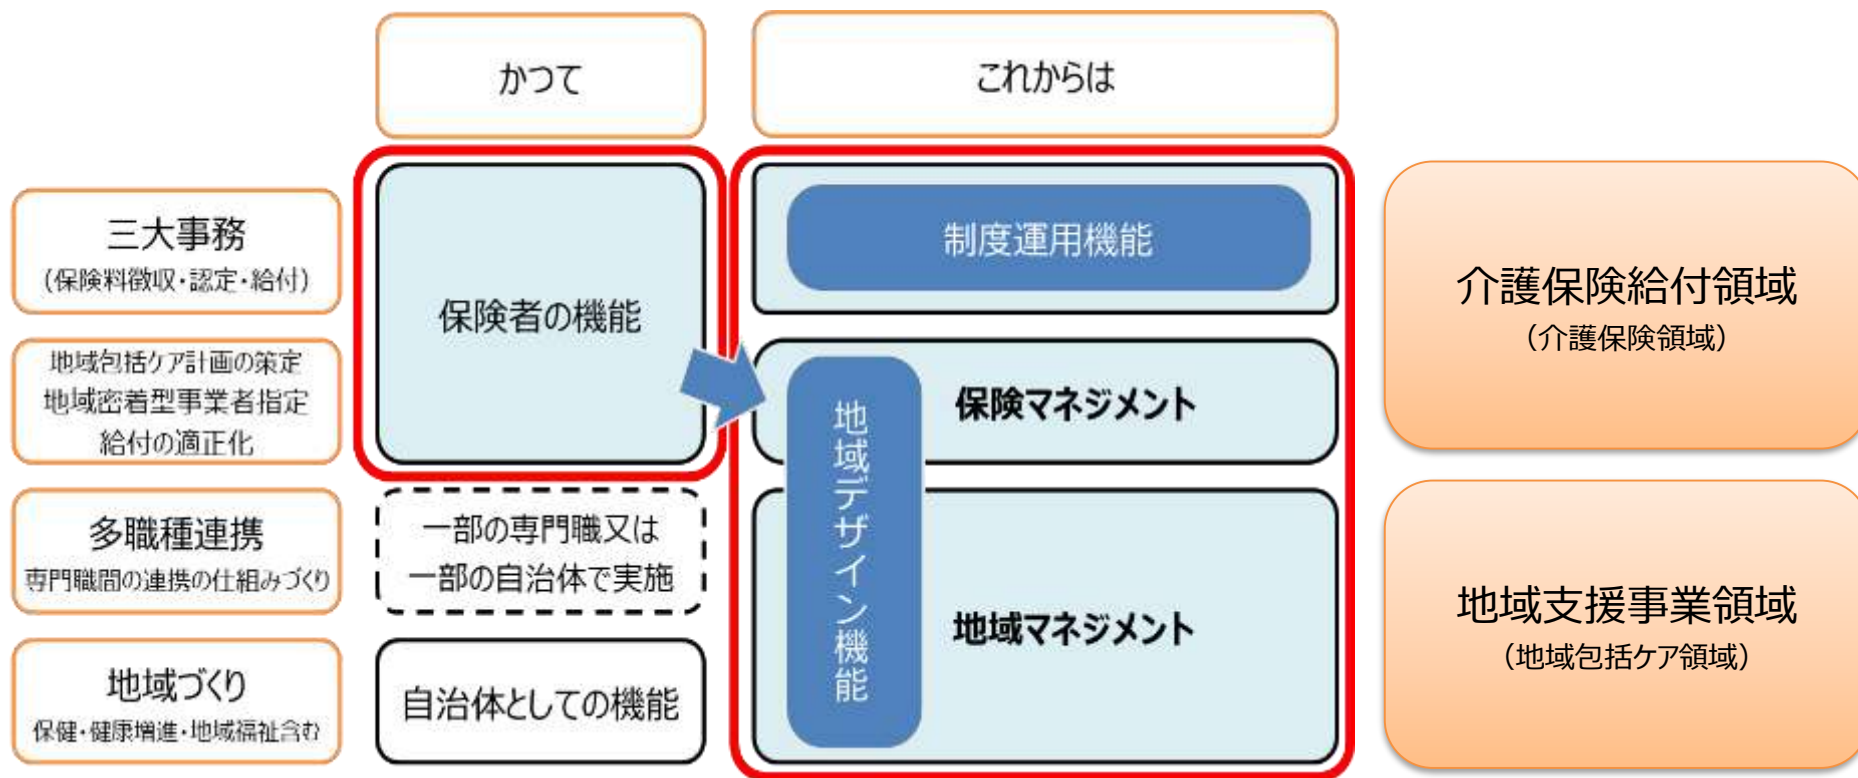 かつて
これからは
三大事務
（保険料徴収・認定・給付）
地域包括ケア計画の策定
地域密着型事業者指定
給付の適正化
多職種連携
専門職間の連携の仕組みづくり
地域づくり
保健・健康増進・地域福祉含む
保険者の機能
一部の専門職又は
一部の自治体で実施
自治体としての機能
制度運用機能
保険マネジメント
地域デザイン機能
地域マネジメント
介護保険給付領域
（介護保険領域）
地域支援事業領域
（地域包括ケア領域）